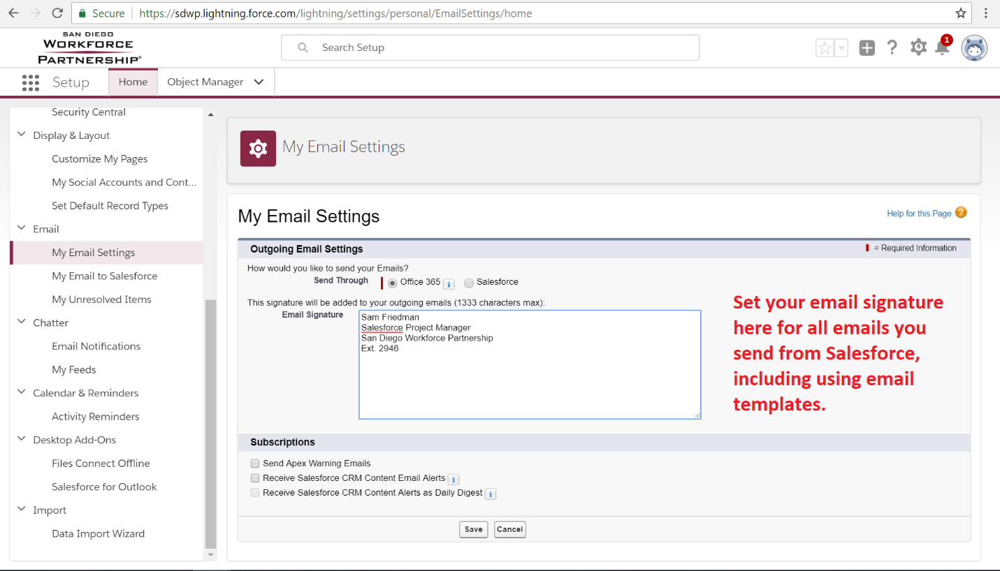 Secure https://sdwp.lightning.force.com/lightning/settings/personal/EmailSettings/home
SAN DIEGO
WORKFORCE
PARTNERSHIP®
Search Setup
1
Setup
Home
Object Manager
Security Central
Display & Layout
Customize My Pages
My Social Accounts and Cont...
Set Default Record Types
Email
My Email Settings
My Email to Salesforce
My Unresolved Items
Chatter
Email Notifications
My Feeds
Calendar & Reminders
Activity Reminders
Desktop Add-Ons
Files Connect Offline
Salesforce for Outlook
Import
Data Import Wizard
My Email Settings
My Email Settings
Help for this Page ?
Outgoing Email Settings
= Required Information
How would you like to send your Emails?
Send Through Office 365 i Salesforce
This signature will be added to your outgoing emails (1333 characters max):
Email Signature
Sam Friedman
Salesforce Project Manager
San Diego Workforce Partnership
Ext. 2946
Set your email signature
here for all emails you
send from Salesforce,
including using email
templates.
Subscriptions
Send Apex Warning Emails
Receive Salesforce CRM Content Email Alerts i
Receive Salesforce CRM Content Alerts as Daily Digest i
Save Cancel